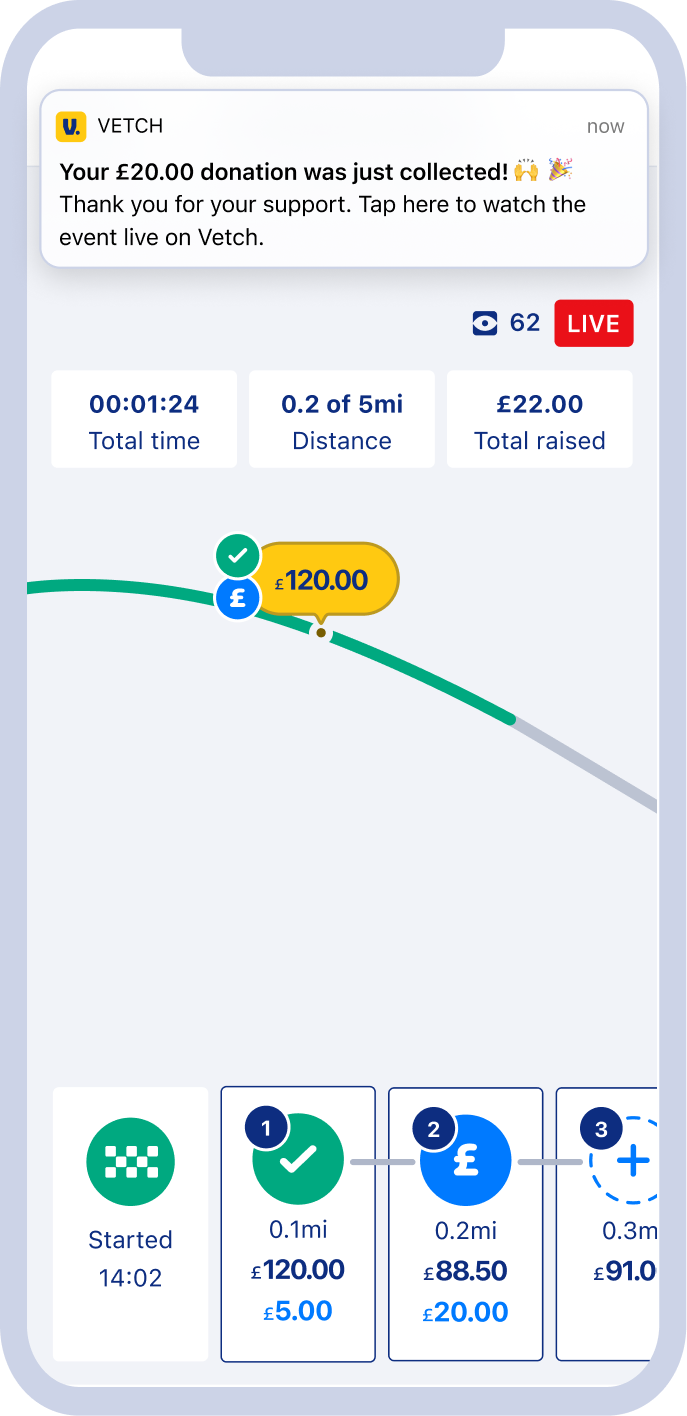 V. VETCH now
Your £20.00 donation was just collected! 🙌 🎉
Thank you for your support. Tap here to watch the
event live on Vetch.
62 LIVE
00:01:24 0.2 of 5mi £22.00
Total time Distance Total raised
£120.00
£
1 2 3
£
0.1mi 0.2mi 0.3m
Started £120.00 £88.50 £91.0
14:02 £5.00 £20.00